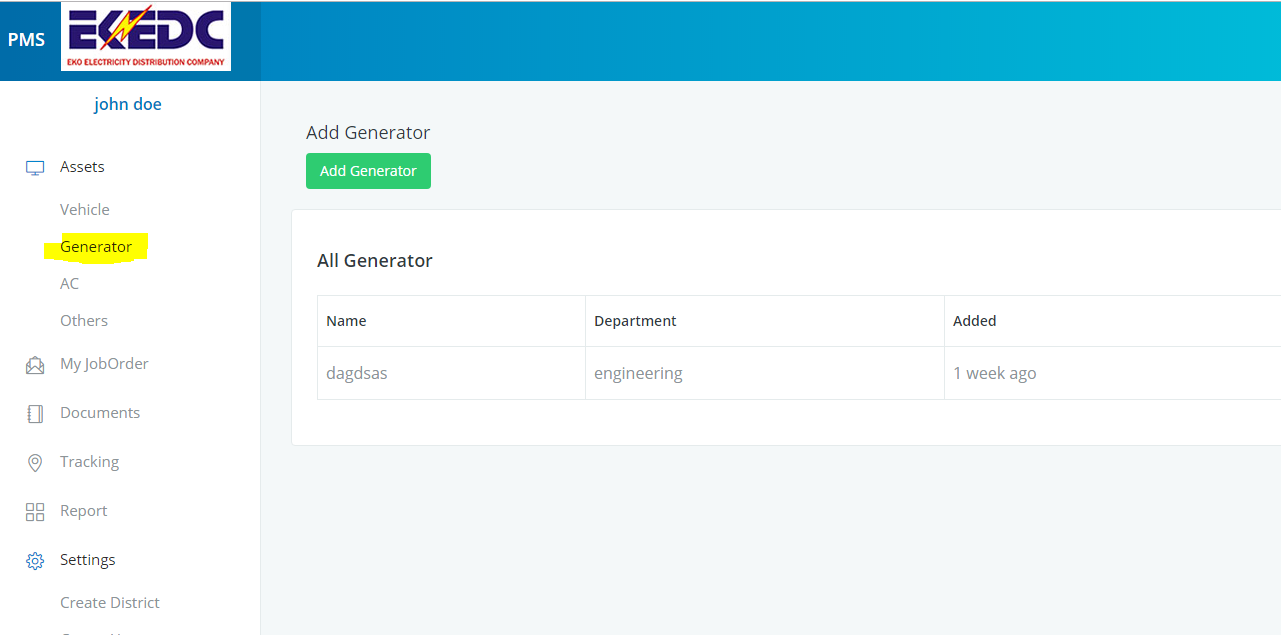 PMS
EKEDC
EKO ELECTRICITY DISTRIBUTION COMPANY
john doe
Assets
Vehicle
Generator
AC
Others
My JobOrder
Documents
Tracking
Report
Settings
Create District
Add Generator
Add Generator
All Generator
Name Department Added
dagdsas engineering 1 week ago